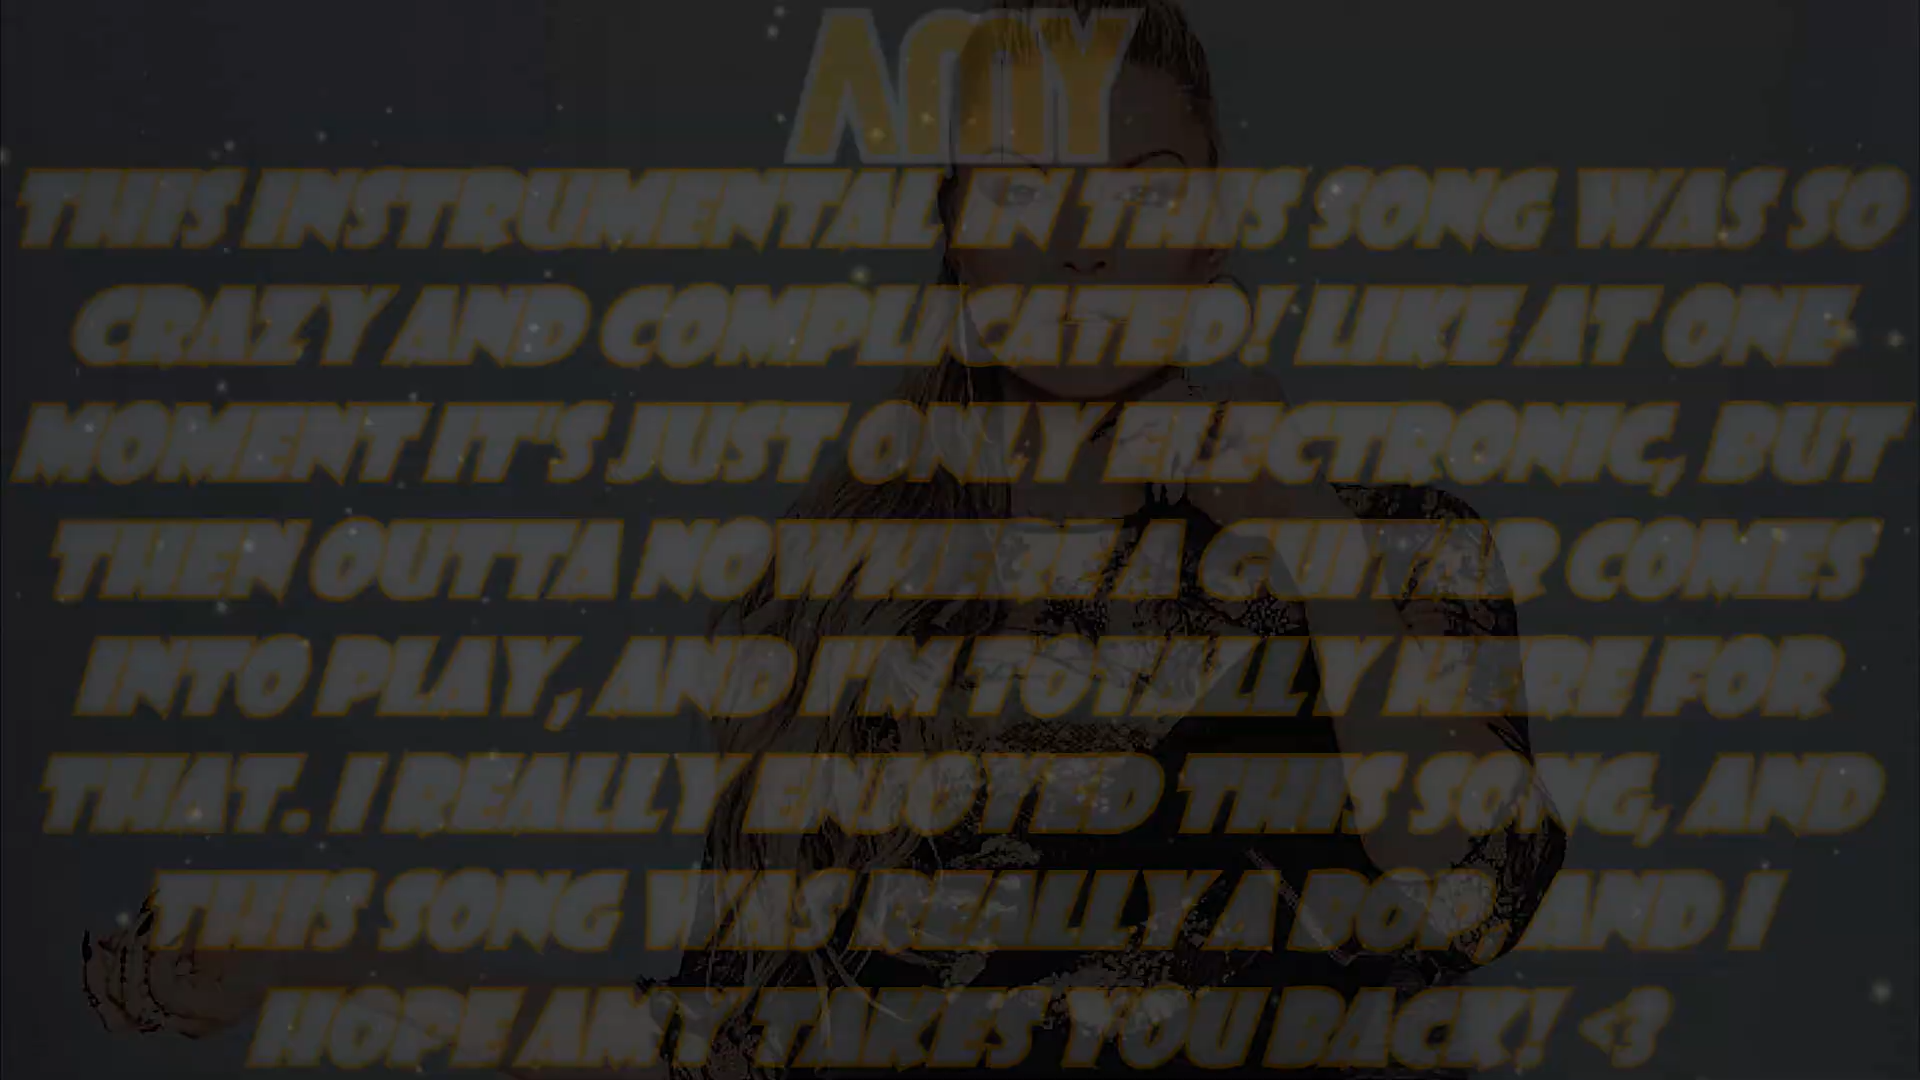 AMY
THIS INSTRUMENTAL IN THIS SONG WAS SO
CRAZY AND COMPLICATED! LIKE AT ONE
MOMENT IT'S JUST ONLY ELECTRONIC, BUT
THEN OUTTA NOWHERE A GUITAR COMES
INTO PLAY, AND I'M TOTALLY HERE FOR
THAT. I REALLY ENJOYED THIS SONG, AND
THIS SONG WAS REALLY A BOP, AND I
HOPE AMY TAKES YOU BACK! <3